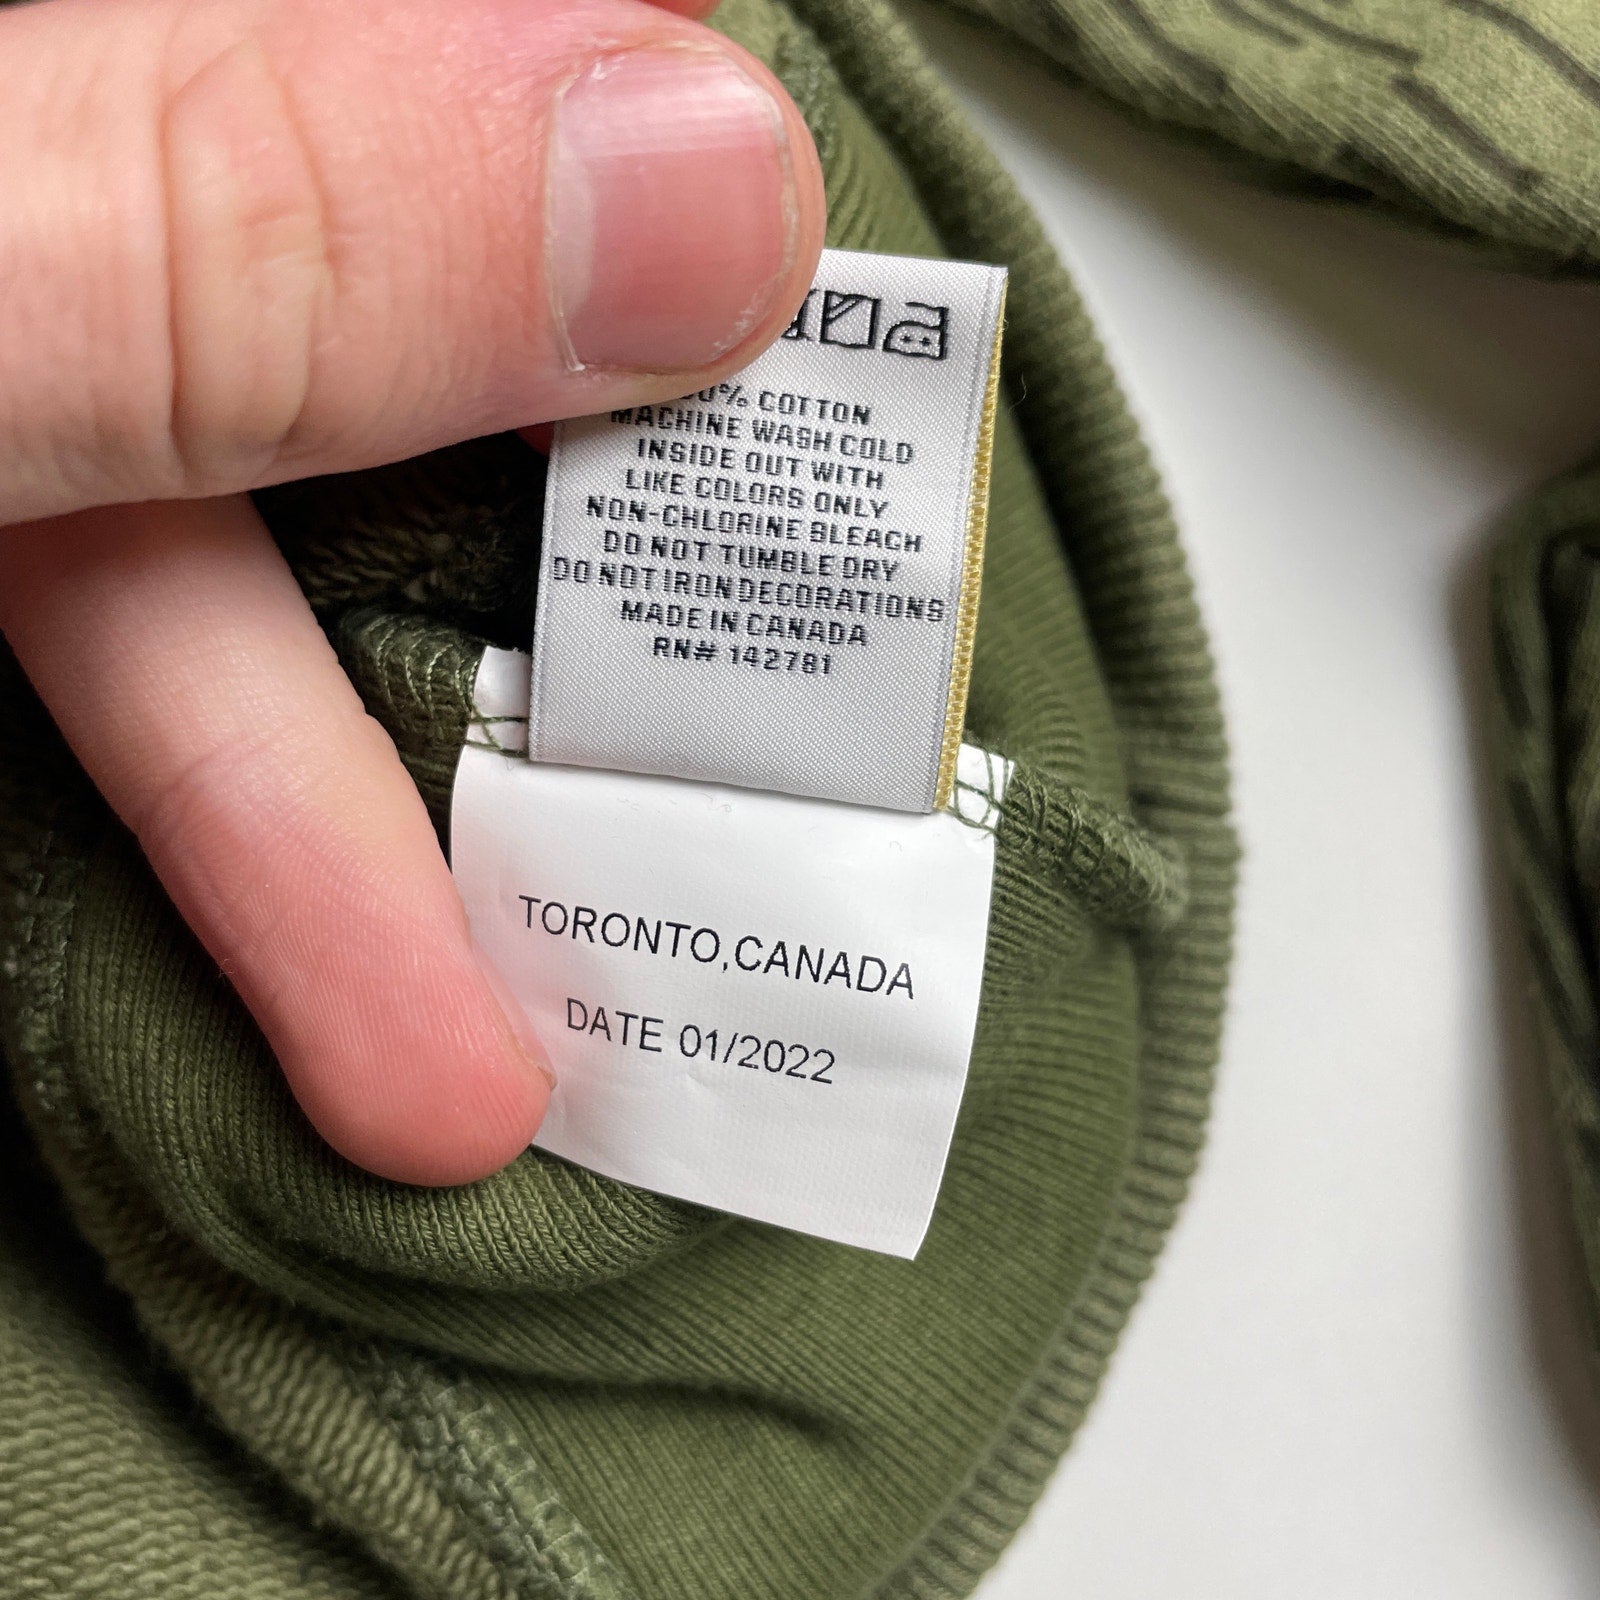 COTTON
MACHINE WASH COLD
INSIDE OUT WITH
LIKE COLORS ONLY
NON-CHLORINE BLEACH
DO NOT TUMBLE DRY
DO NOT IRON DECORATIONS
MADE IN CANADA
RN# 142781
TORONTO,CANADA
DATE 01/2022